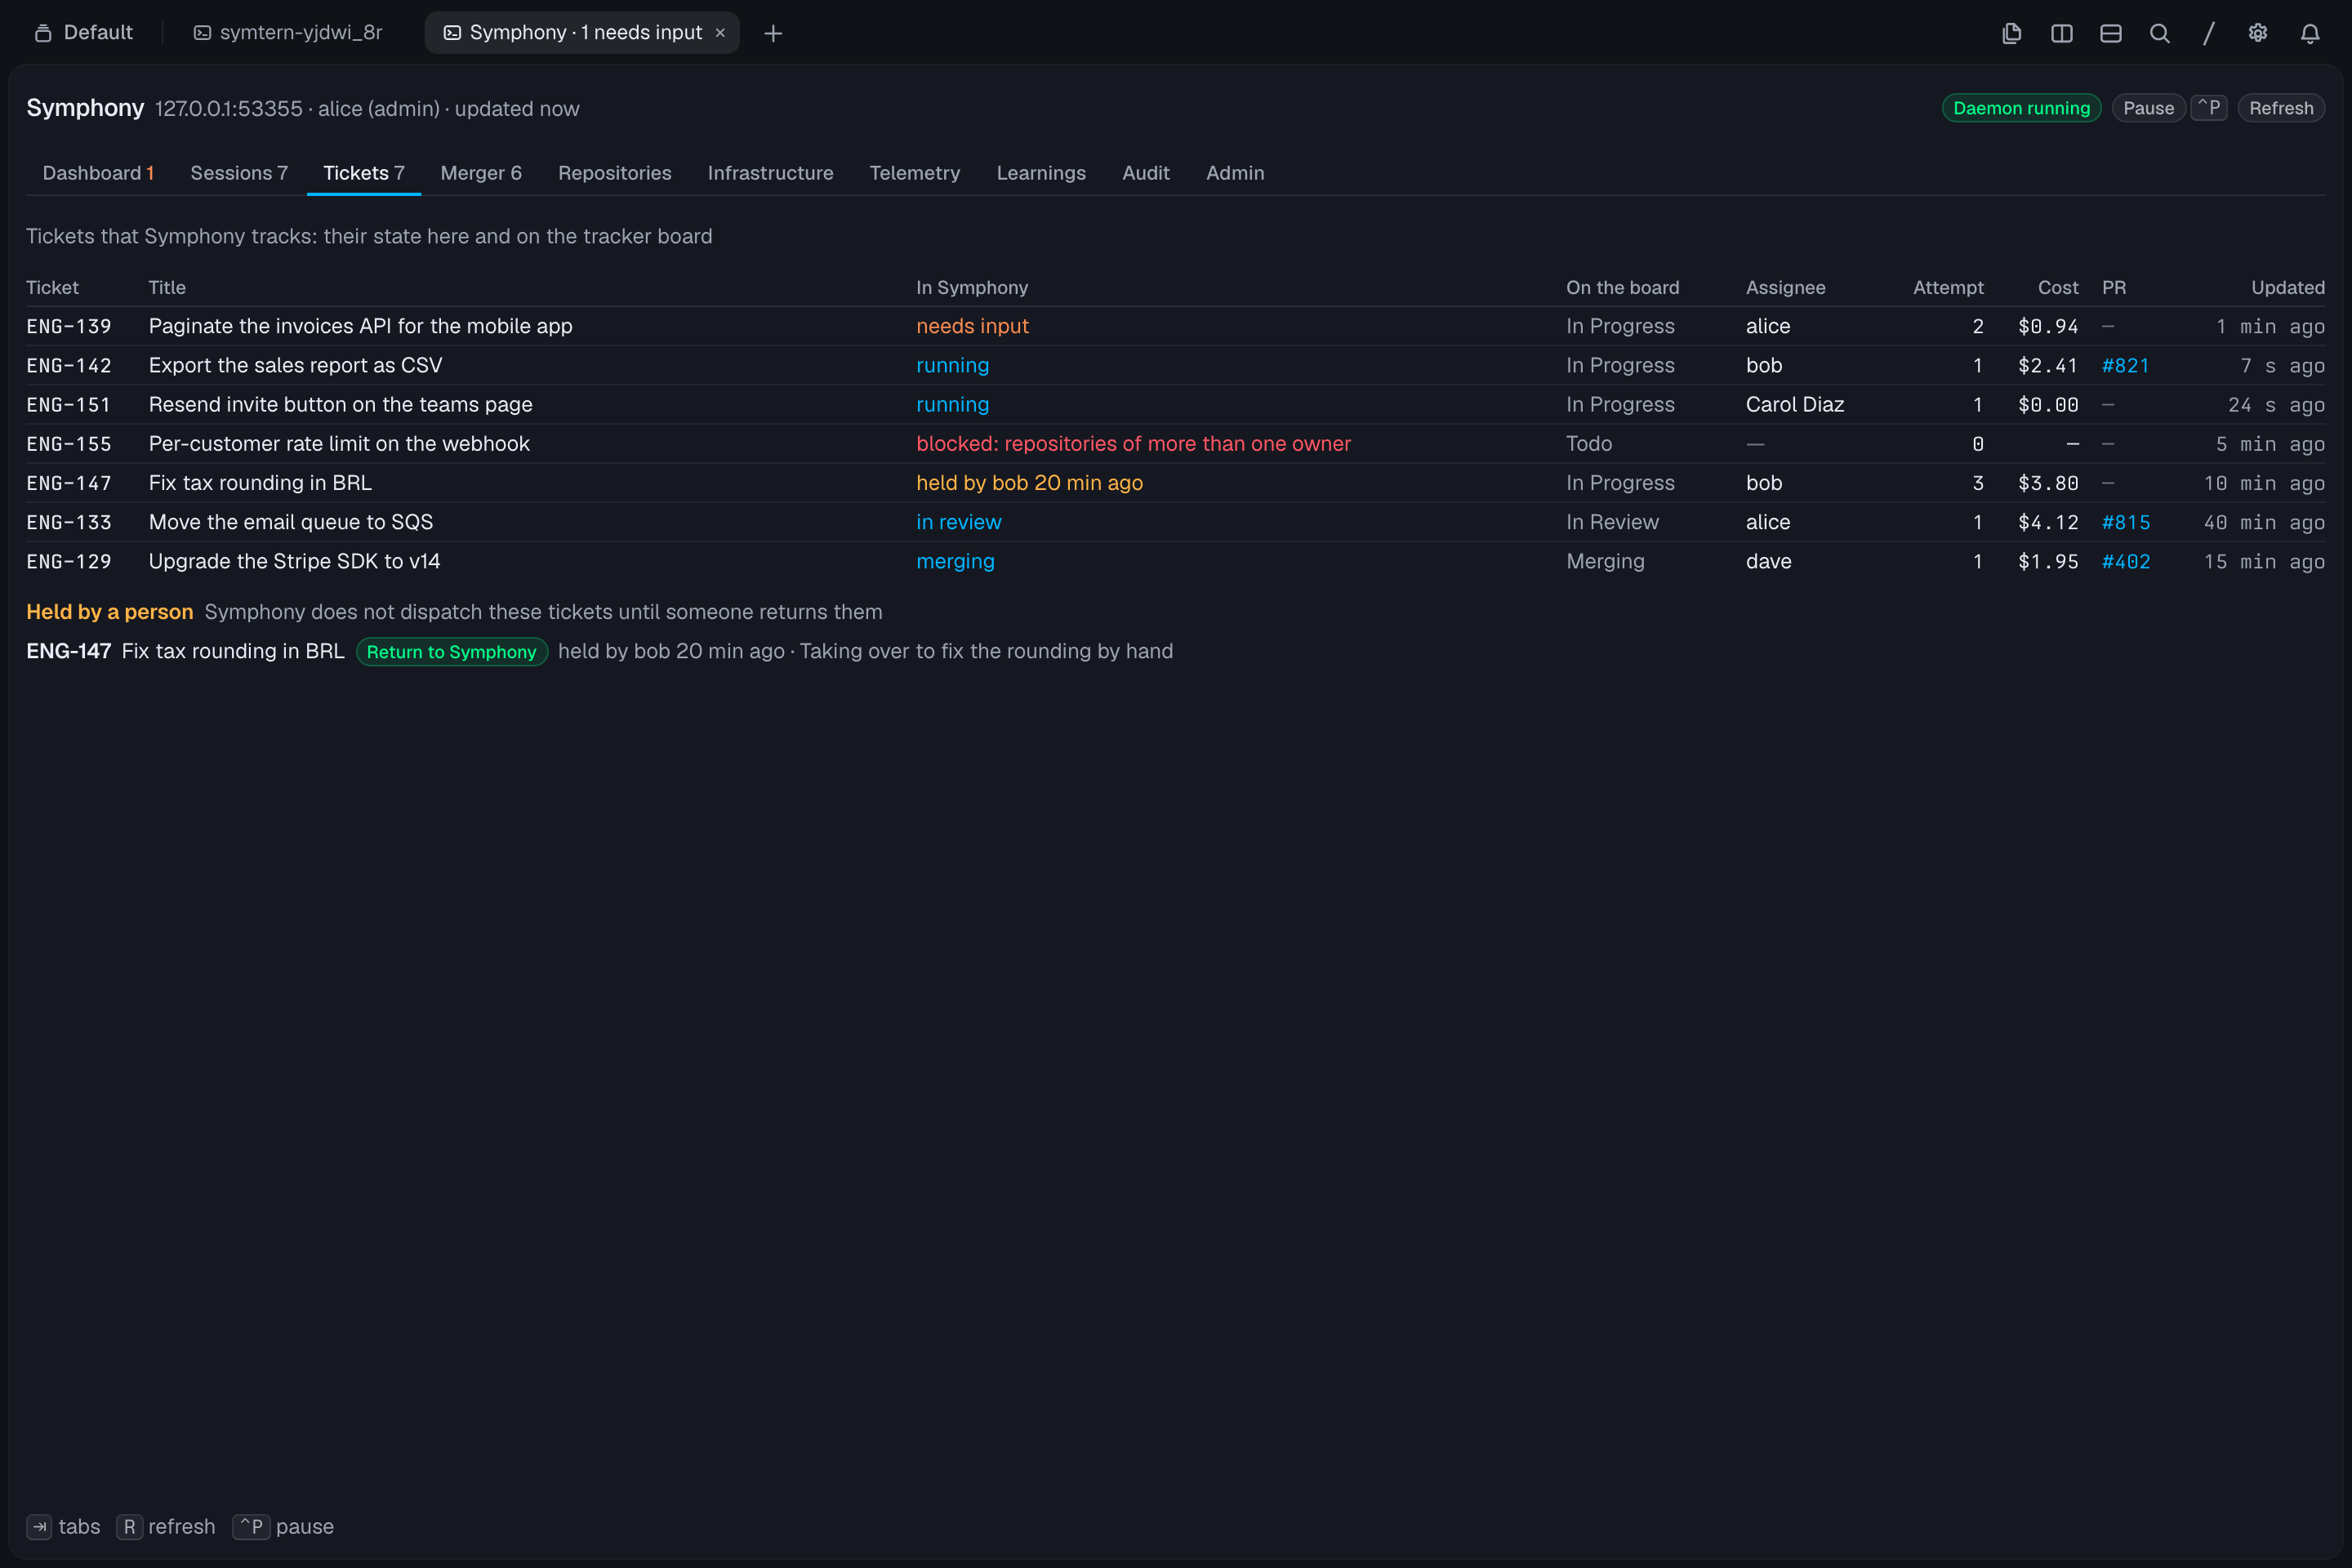 Default symtern-yjdwi_8r Symphony · 1 needs input × +
Symphony 127.0.0.1:53355 · alice (admin) · updated now Daemon running Pause ^P Refresh
Dashboard 1 Sessions 7 Tickets 7 Merger 6 Repositories Infrastructure Telemetry Learnings Audit Admin
Tickets that Symphony tracks: their state here and on the tracker board
Ticket Title In Symphony On the board Assignee Attempt Cost PR Updated
ENG-139 Paginate the invoices API for the mobile app needs input In Progress alice 2 $0.94 — 1 min ago
ENG-142 Export the sales report as CSV running In Progress bob 1 $2.41 #821 7 s ago
ENG-151 Resend invite button on the teams page running In Progress Carol Diaz 1 $0.00 — 24 s ago
ENG-155 Per-customer rate limit on the webhook blocked: repositories of more than one owner Todo — 0 — — 5 min ago
ENG-147 Fix tax rounding in BRL held by bob 20 min ago In Progress bob 3 $3.80 — 10 min ago
ENG-133 Move the email queue to SQS in review In Review alice 1 $4.12 #815 40 min ago
ENG-129 Upgrade the Stripe SDK to v14 merging Merging dave 1 $1.95 #402 15 min ago
Held by a person Symphony does not dispatch these tickets until someone returns them
ENG-147 Fix tax rounding in BRL Return to Symphony held by bob 20 min ago · Taking over to fix the rounding by hand
tabs R refresh ^P pause